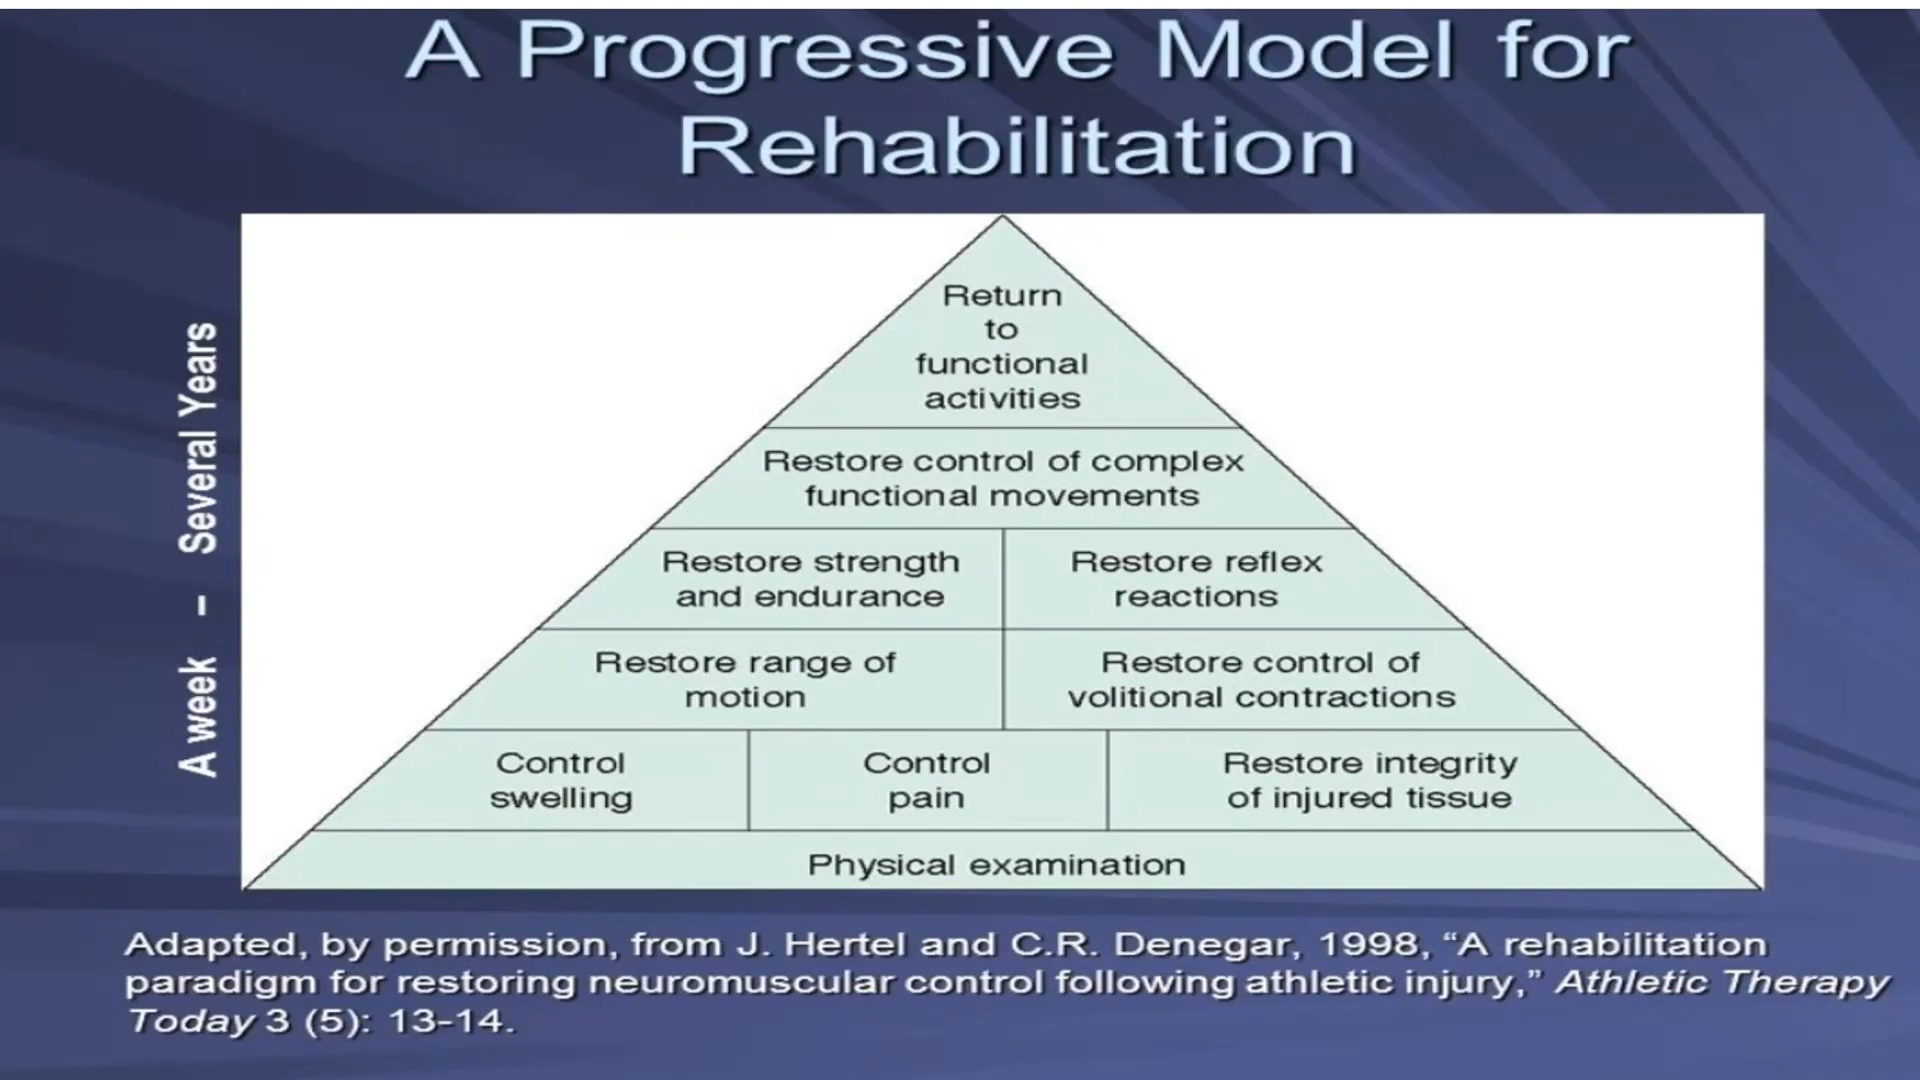 A Progressive Model for
Rehabilitation
A week – Several Years
Return
to
functional
activities
Restore control of complex
functional movements
Restore strength
and endurance
Restore reflex
reactions
Restore range of
motion
Restore control of
volitional contractions
Control
swelling
Control
pain
Restore integrity
of injured tissue
Physical examination
Adapted, by permission, from J. Hertel and C.R. Denegar, 1998, “A rehabilitation
paradigm for restoring neuromuscular control following athletic injury,” Athletic Therapy
Today 3 (5): 13-14.